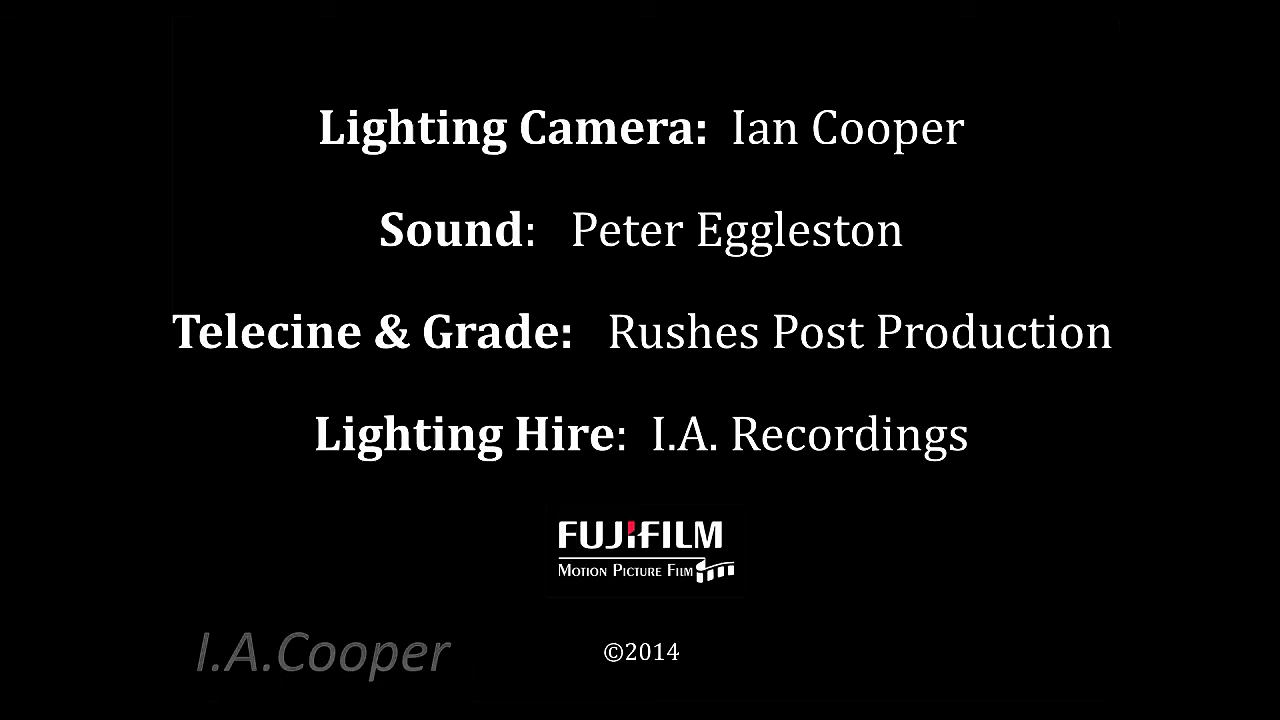 Lighting Camera: Ian Cooper
Sound: Peter Eggleston
Telecine & Grade: Rushes Post Production
Lighting Hire: I.A. Recordings
FUJIFILM
MOTION PICTURE FILM
I.A.Cooper
©2014